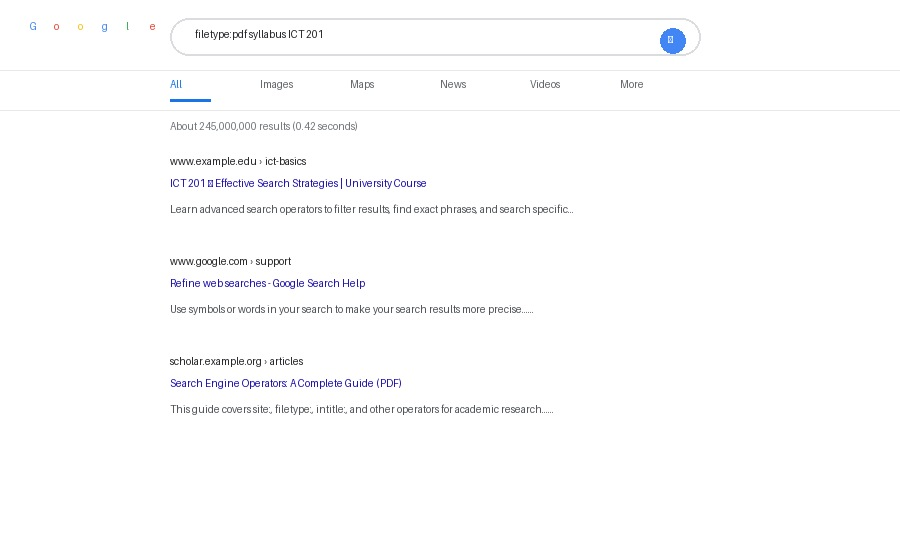 Google
filetype:pdf syllabus ICT 201
All Images Maps News Videos More
About 245,000,000 results (0.42 seconds)
www.example.edu › ict-basics
ICT 201 Effective Search Strategies | University Course
Learn advanced search operators to filter results, find exact phrases, and search specific...
www.google.com › support
Refine web searches - Google Search Help
Use symbols or words in your search to make your search results more precise......
scholar.example.org › articles
Search Engine Operators: A Complete Guide (PDF)
This guide covers site:, filetype:, intitle:, and other operators for academic research......